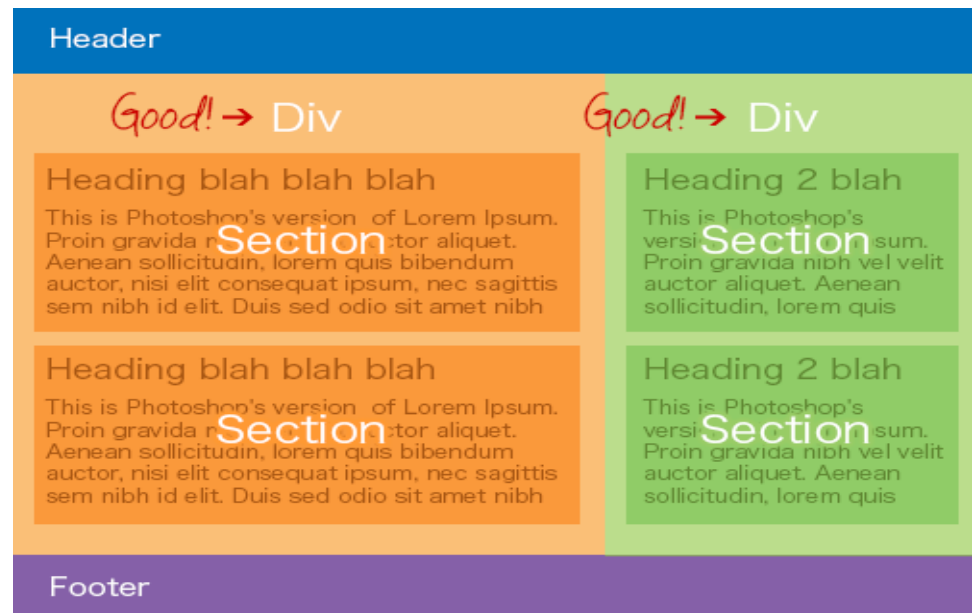 Header
Good! → Div
Good! → Div
Heading blah blah blah
This is Photoshop's version of Lorem Ipsum.
Proin gravida auctor aliquet.
Aenean sollicitudin, lorem quis bibendum
auctor, nisi elit consequat ipsum, nec sagittis
sem nibh id elit. Duis sed odio sit amet nibh
Section
Heading blah blah blah
This is Photoshop's version of Lorem Ipsum.
Proin gravida auctor aliquet.
Aenean sollicitudin, lorem quis bibendum
auctor, nisi elit consequat ipsum, nec sagittis
sem nibh id elit. Duis sed odio sit amet nibh
Section
Heading 2 blah
This is Photoshop's
version sum.
Proin gravida nibh vel velit
auctor aliquet. Aenean
sollicitudin, lorem quis
Section
Heading 2 blah
This is Photoshop's
version sum.
Proin gravida nibh vel velit
auctor aliquet. Aenean
sollicitudin, lorem quis
Section
Footer